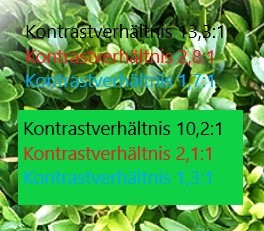 Kontrastverhältnis 13,3:1
Kontrastverhältnis 2,8:1
Kontrastverhältnis 1,7:1
Kontrastverhältnis 10,2:1
Kontrastverhältnis 2,1:1
Kontrastverhältnis 1,3:1